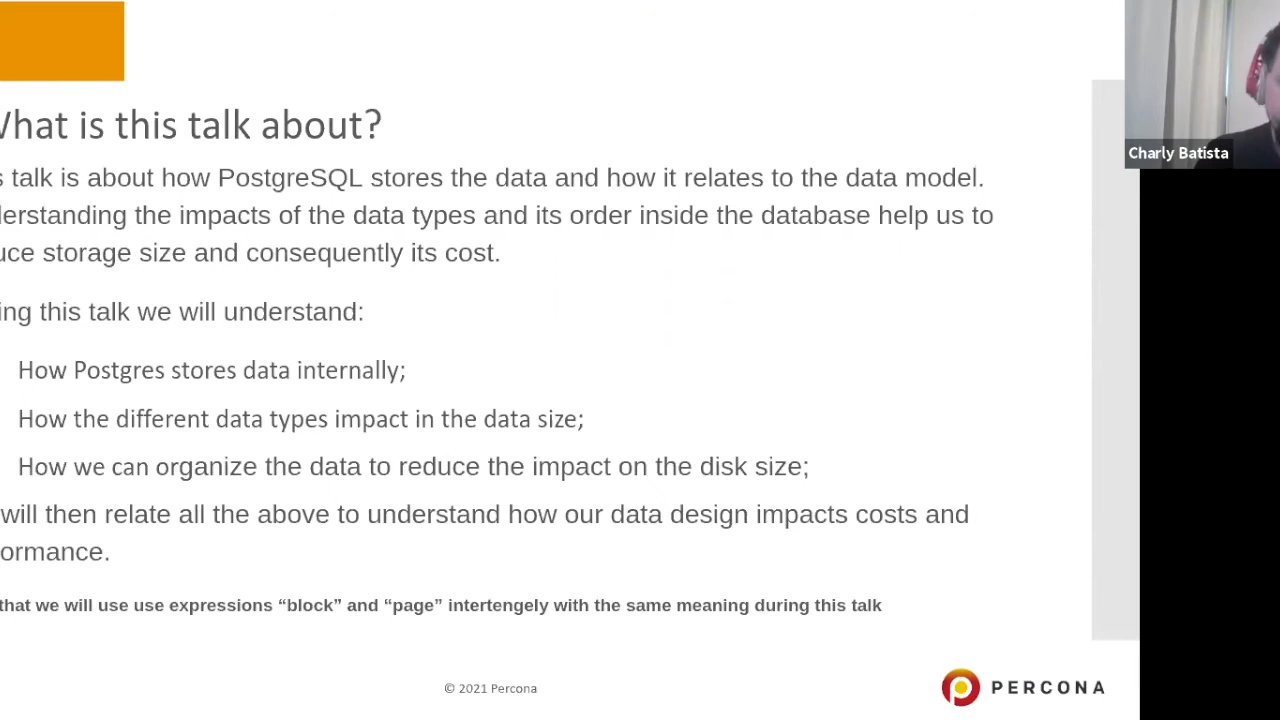 What is this talk about?
s talk is about how PostgreSQL stores the data and how it relates to the data model.
derstanding the impacts of the data types and its order inside the database help us to
uce storage size and consequently its cost.
ing this talk we will understand:
How Postgres stores data internally;
How the different data types impact in the data size;
How we can organize the data to reduce the impact on the disk size;
will then relate all the above to understand how our data design impacts costs and
ormance.
that we will use use expressions “block” and “page” intertengely with the same meaning during this talk
© 2021 Percona
PERCONA
Charly Batista